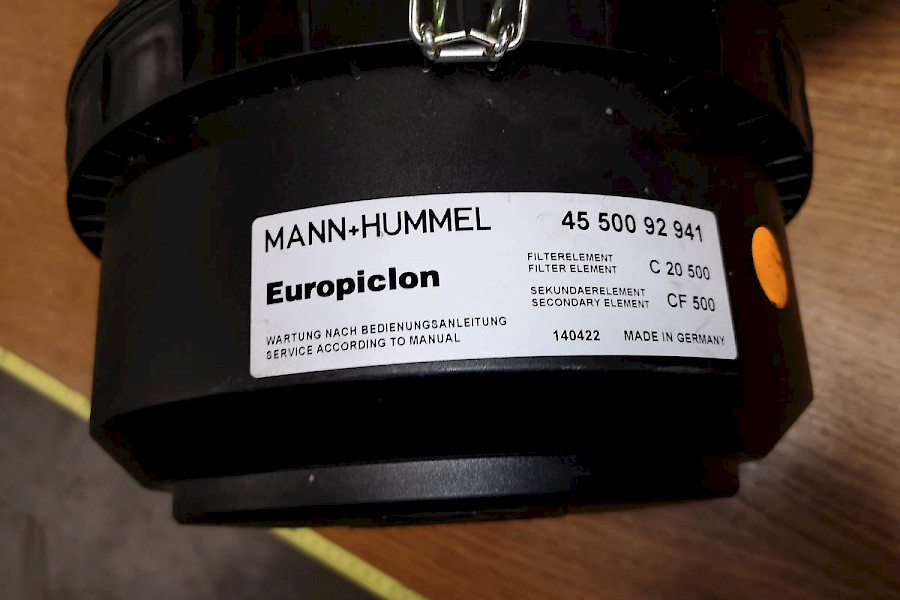 MANN+HUMMEL
45 500 92 941
Europiclon
FILTERELEMENT
FILTER ELEMENT
C 20 500
SEKUNDAERELEMENT
SECONDARY ELEMENT
CF 500
WARTUNG NACH BEDIENUNGSANLEITUNG
SERVICE ACCORDING TO MANUAL
140422
MADE IN GERMANY